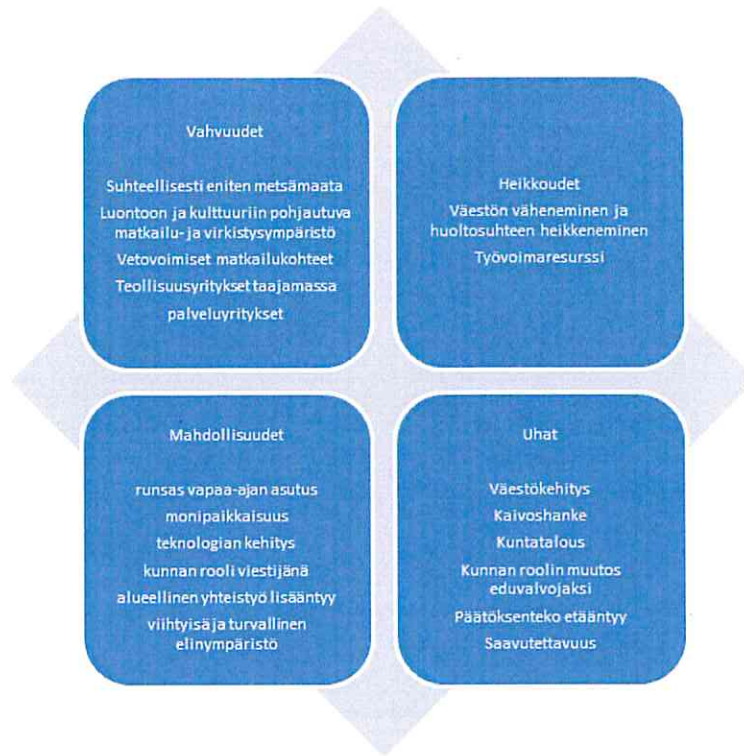 Vahvuudet
Suhteellisesti eniten metsämaata
Luontoon ja kulttuuriin pohjautuva
matkailu- ja virkistysympäristö
Vetovoimiset matkailukohteet
Teollisuusyritykset taajamassa
palveluyritykset
Heikkoudet
Väestön väheneminen ja
huoltosuhteen heikkeneminen
Työvoimaresurssi
Mahdollisuudet
runsas vapaa-ajan asutus
monipaikkaisuus
teknologian kehitys
kunnan rooli viestijänä
alueellinen yhteistyö lisääntyy
viihtyisä ja turvallinen
elinympäristö
Uhat
Väestökehitys
Kaivoshanke
Kuntatalous
Kunnan roolin muutos
eduvalvojaksi
Päätöksenteko etääntyy
Saavutettavuus